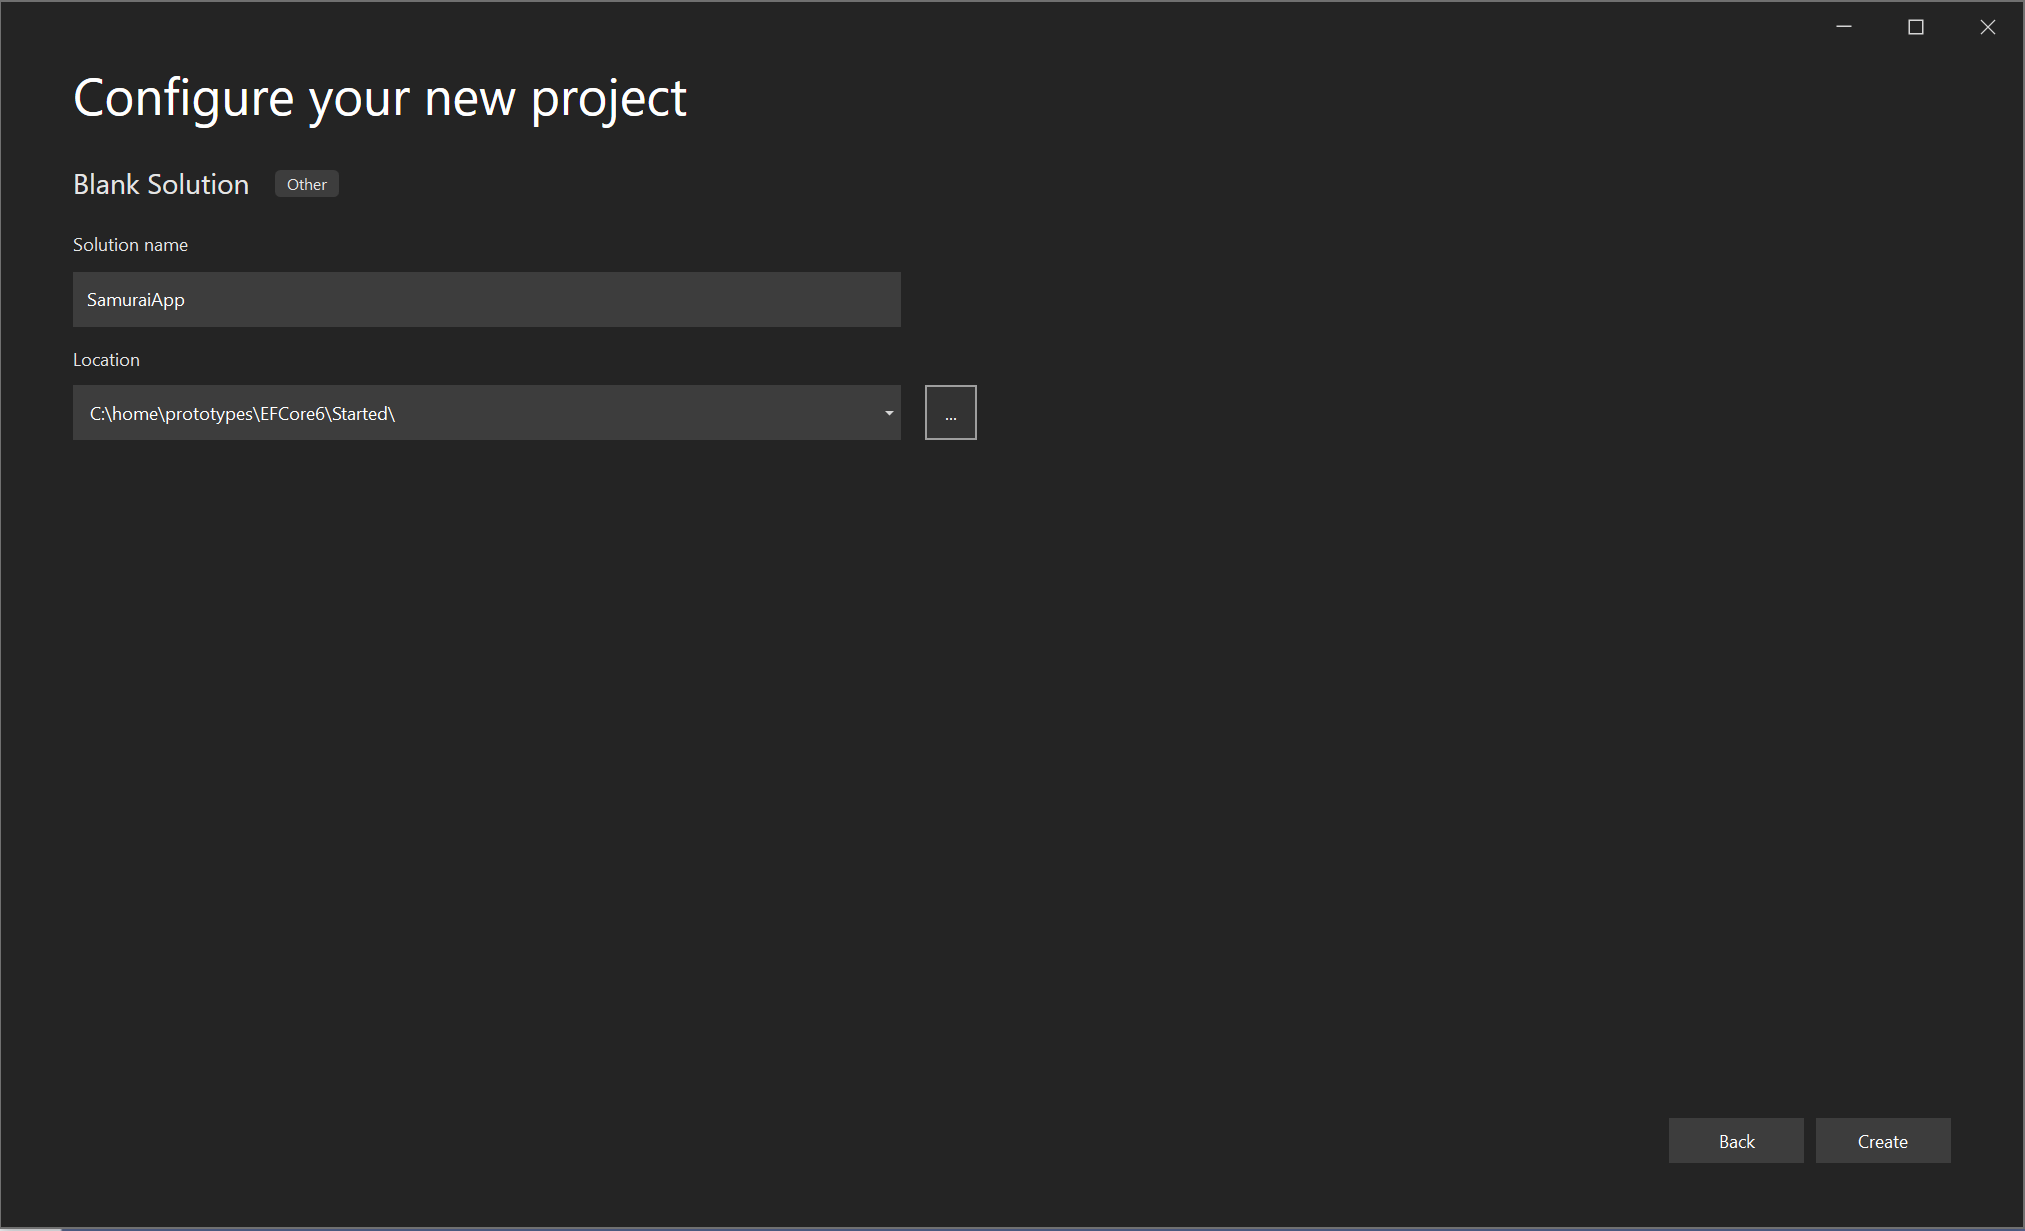 Configure your new project
Blank Solution Other
Solution name
SamuraiApp
Location
C:\home\prototypes\EFCore6\Started\
...
Back Create